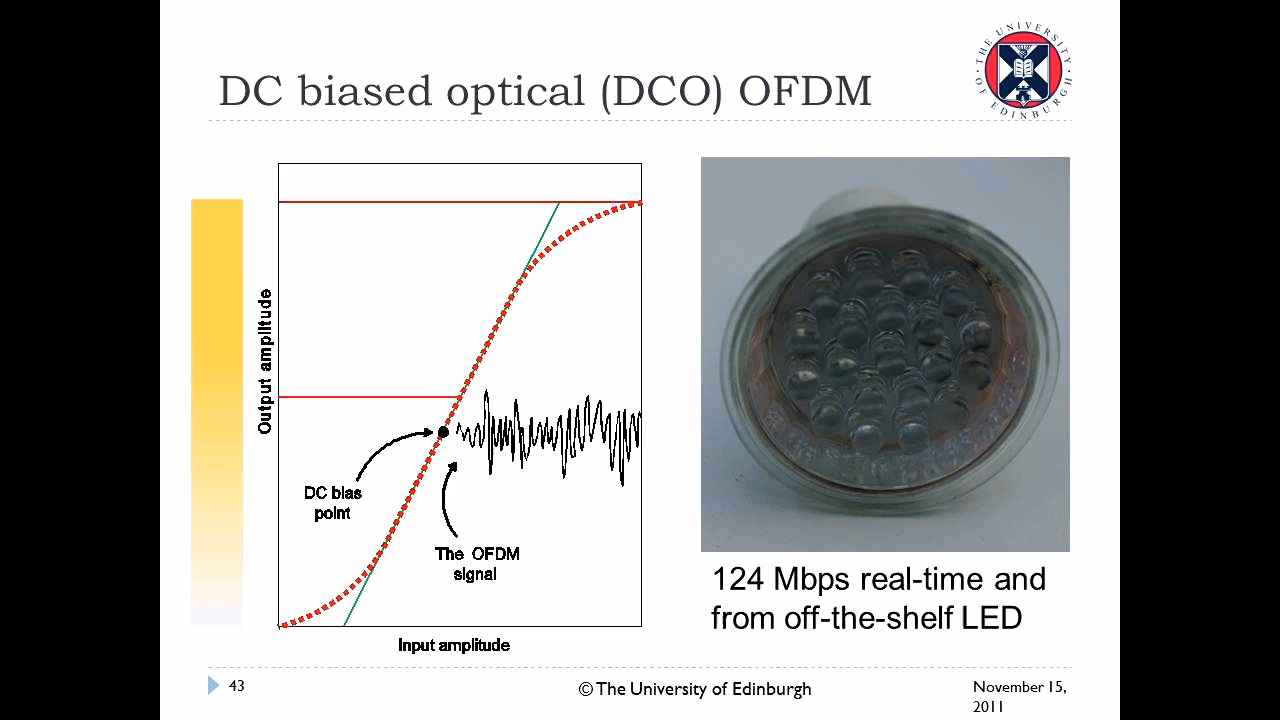 DC biased optical (DCO) OFDM
THE UNIVERSITY OF EDINBURGH
Output amplitude
DC bias
point
The OFDM
signal
Input amplitude
124 Mbps real-time and
from off-the-shelf LED
43
© The University of Edinburgh
November 15,
2011